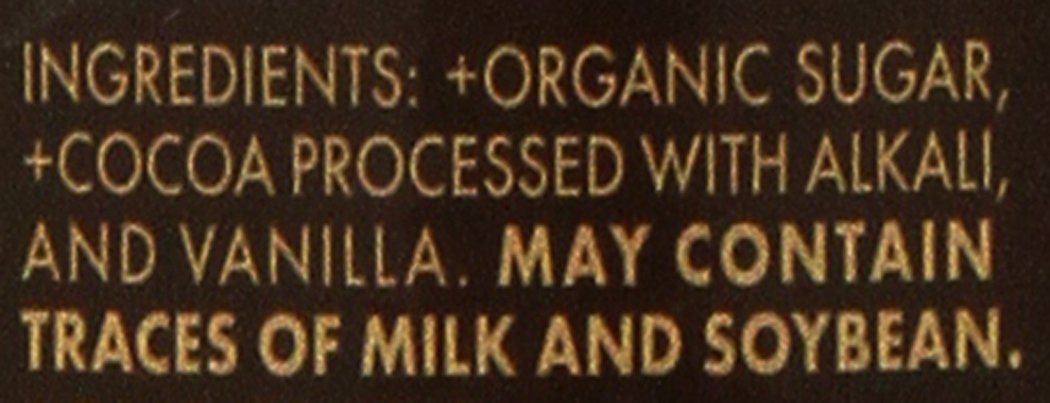 INGREDIENTS: +ORGANIC SUGAR,
+COCOA PROCESSED WITH ALKALI,
AND VANILLA. MAY CONTAIN
TRACES OF MILK AND SOYBEAN.